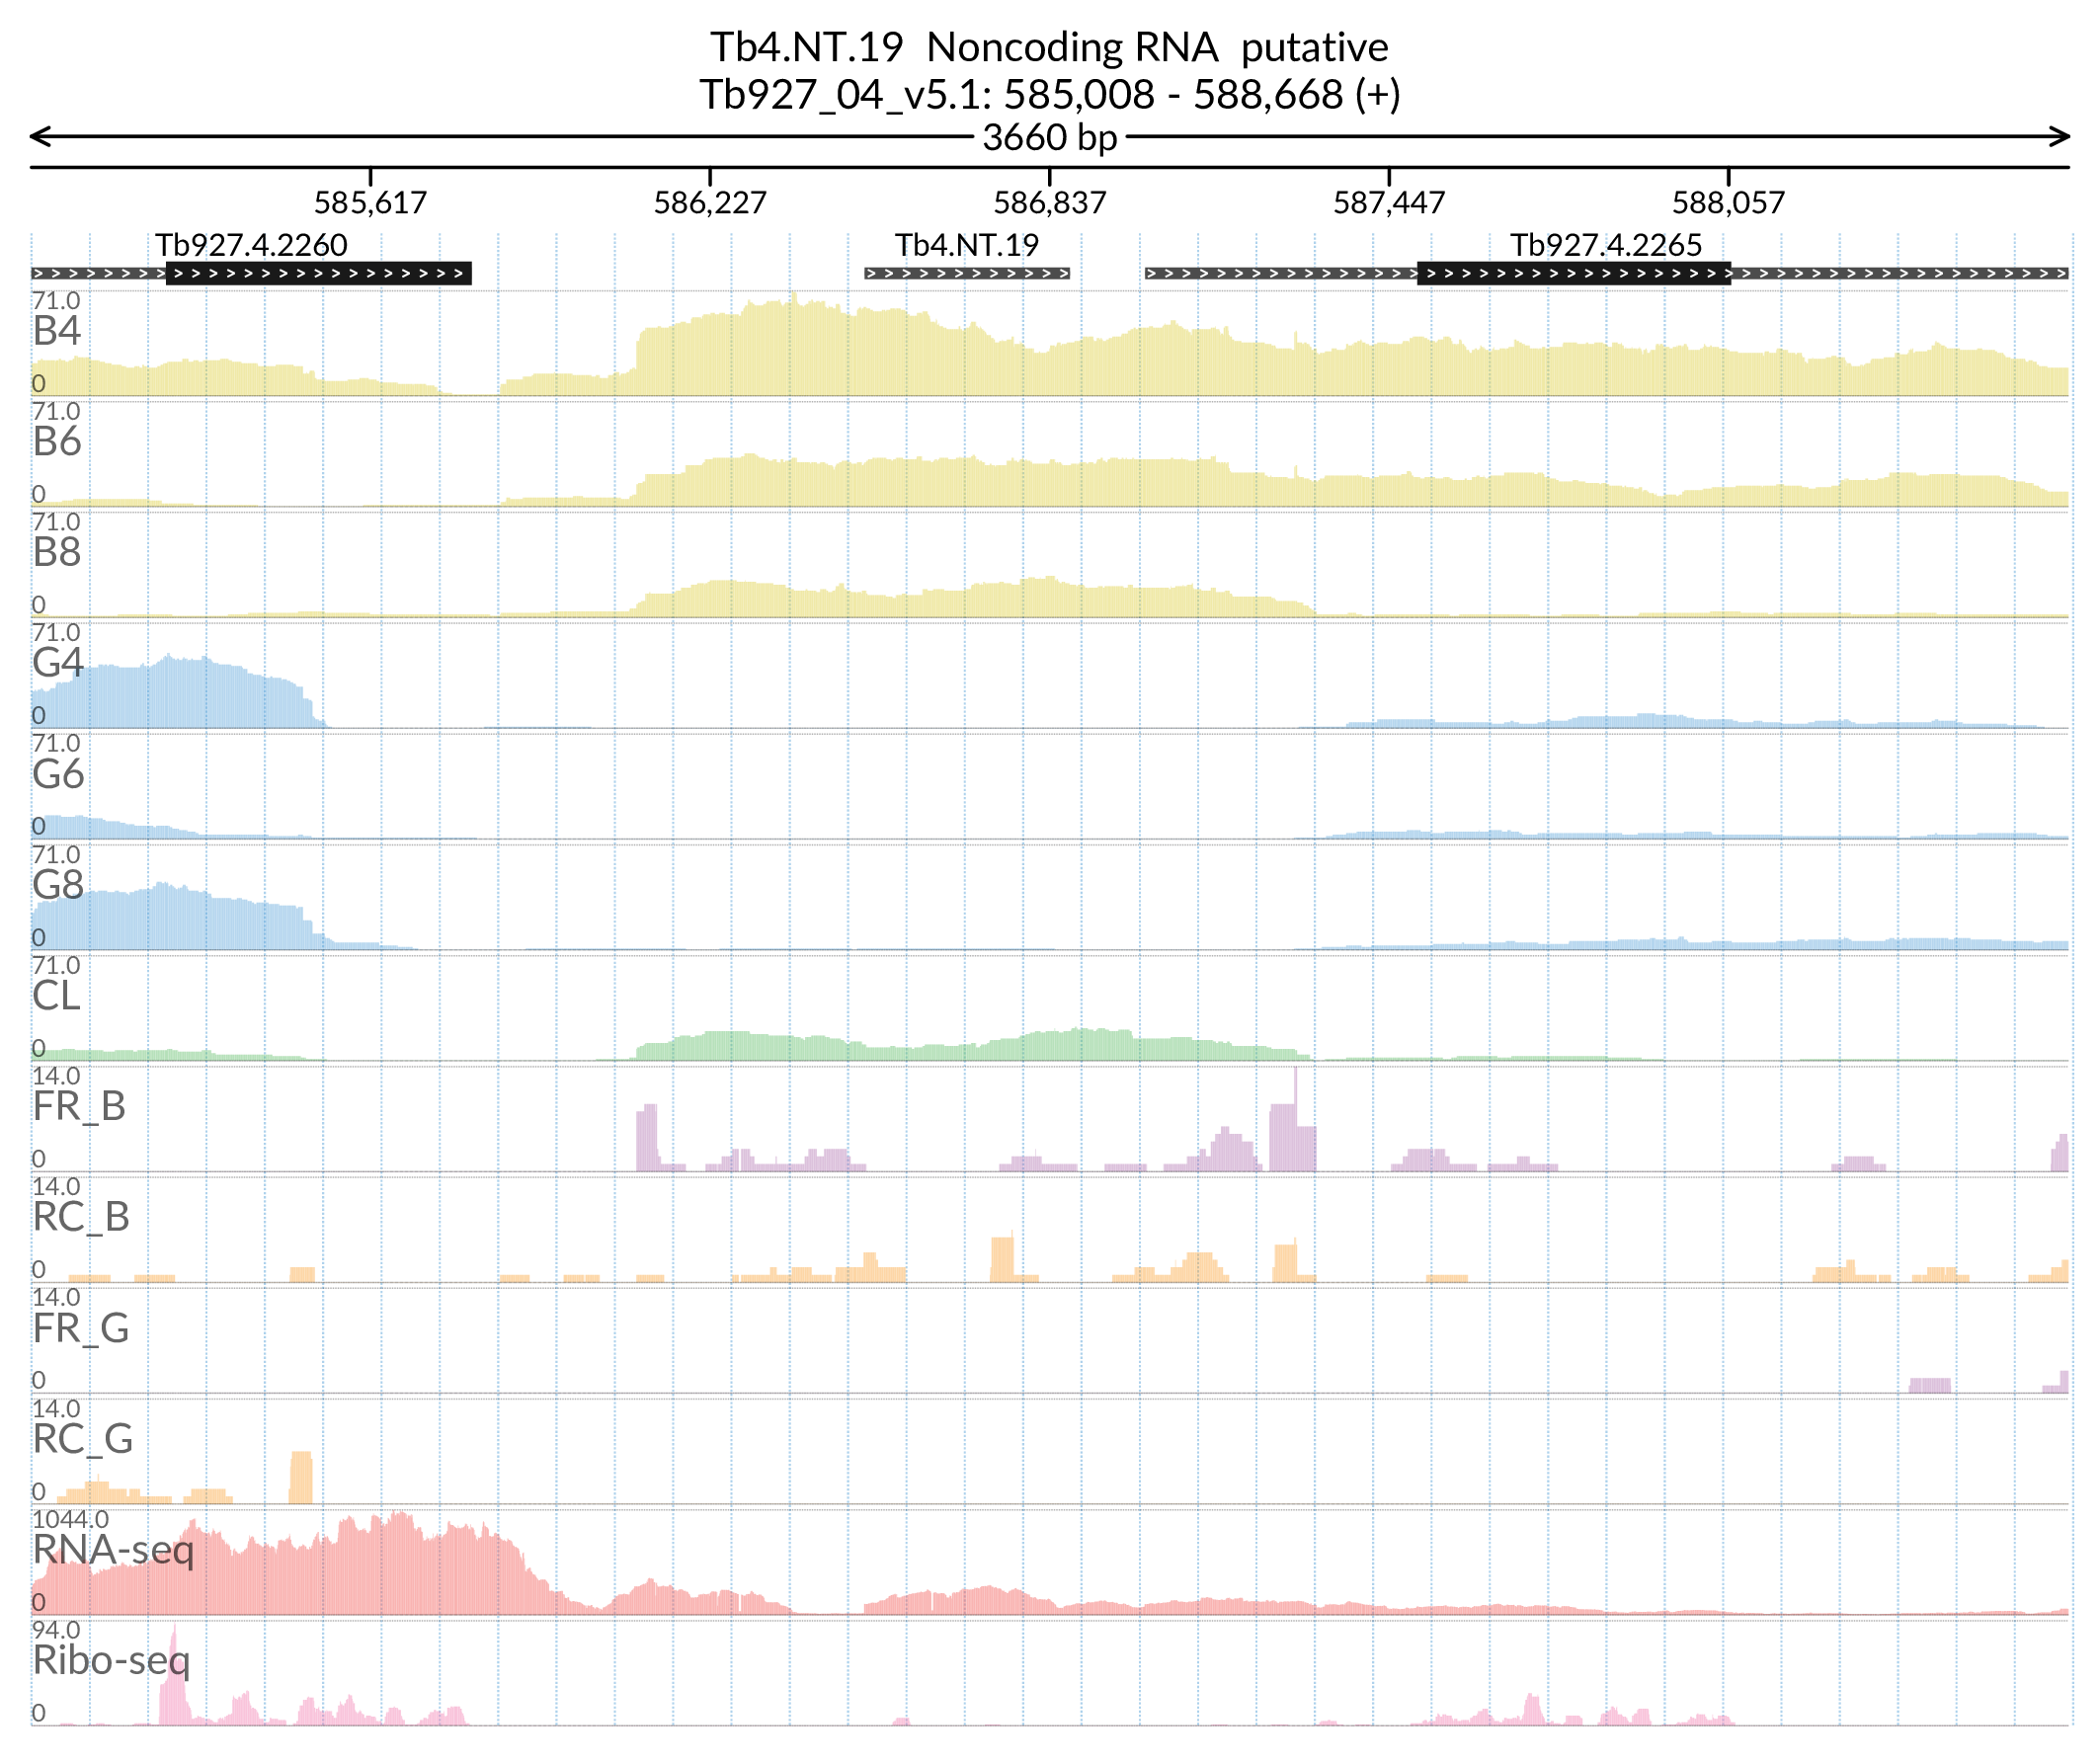 Tb4.NT.19 Noncoding RNA putative
Tb927_04_v5.1: 585,008 - 588,668 (+)
3660 bp
585,617 586,227 586,837 587,447 588,057
Tb927.4.2260 Tb4.NT.19 Tb927.4.2265
71.0
B4
0
71.0
B6
0
71.0
B8
0
71.0
G4
0
71.0
G6
0
71.0
G8
0
71.0
CL
0
14.0
FR_B
0
14.0
RC_B
0
14.0
FR_G
0
14.0
RC_G
0
1044.0
RNA-seq
0
94.0
Ribo-seq
0